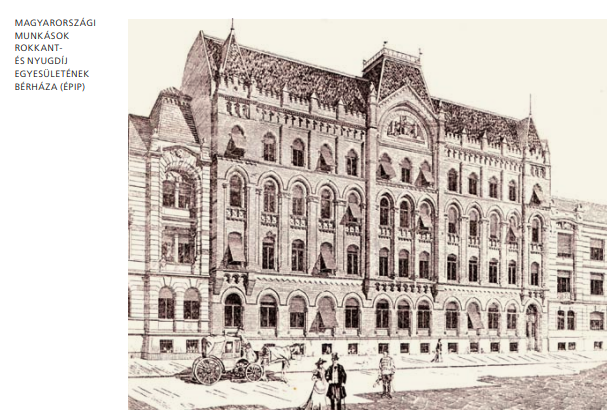 MAGYARORSZÁGI
MUNKÁSOK
ROKKANT-
ÉS NYUGDÍJ
EGYESÜLETÉNEK
BÉRHÁZA (ÉPIP)